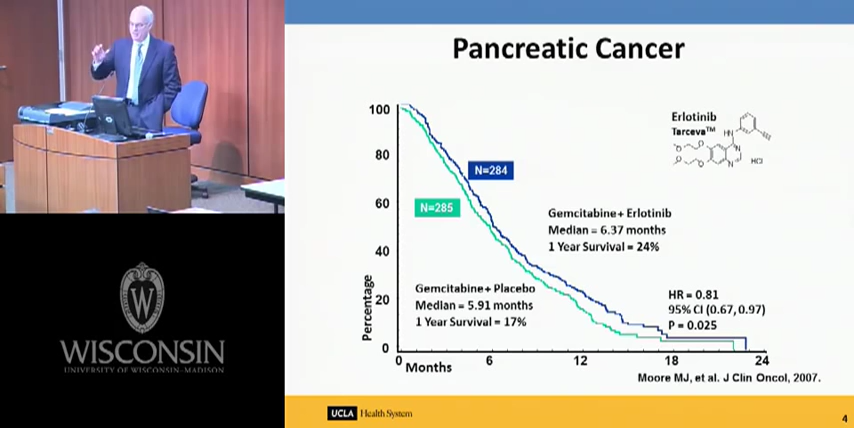 Pancreatic Cancer
100
80
60
40
20
0
Percentage
0
6
12
18
24
Months
N=284
N=285
Erlotinib
Tarceva™
HN
N
N
O
O
O
O
HCl
Gemcitabine + Erlotinib
Median = 6.37 months
1 Year Survival = 24%
Gemcitabine + Placebo
Median = 5.91 months
1 Year Survival = 17%
HR = 0.81
95% CI (0.67, 0.97)
P = 0.025
Moore MJ, et al. J Clin Oncol, 2007.
W
WISCONSIN
UNIVERSITY OF WISCONSIN-MADISON
UCLA Health System
4